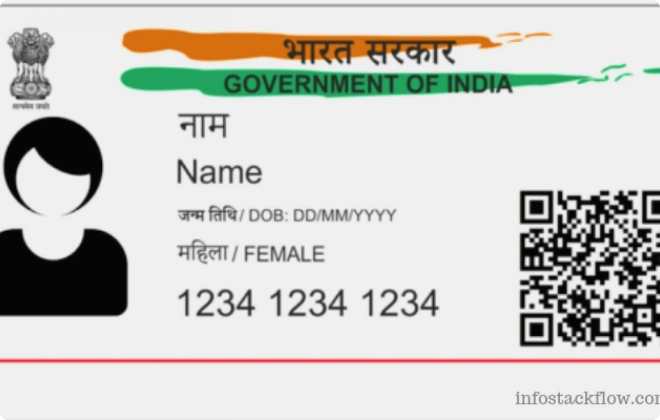 भारत सरकार
GOVERNMENT OF INDIA
सत्यमेव जयते
नाम
Name
जन्म तिथि / DOB: DD/MM/YYYY
महिला / FEMALE
1234 1234 1234
infostackflow.com